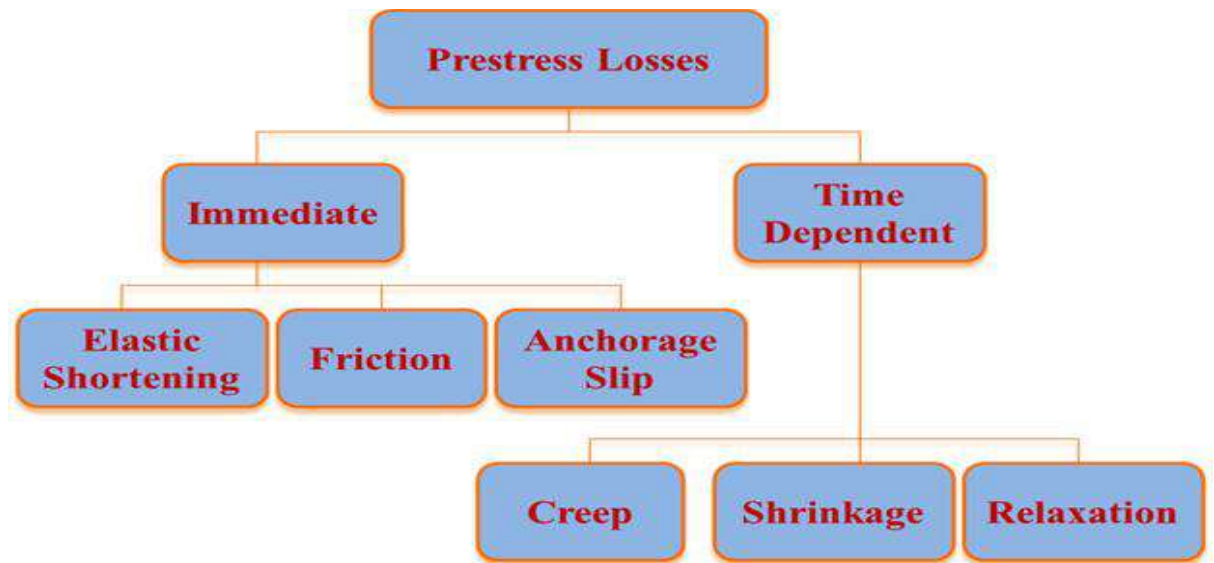 Prestress Losses
Immediate
Time
Dependent
Elastic
Shortening
Friction
Anchorage
Slip
Creep
Shrinkage
Relaxation